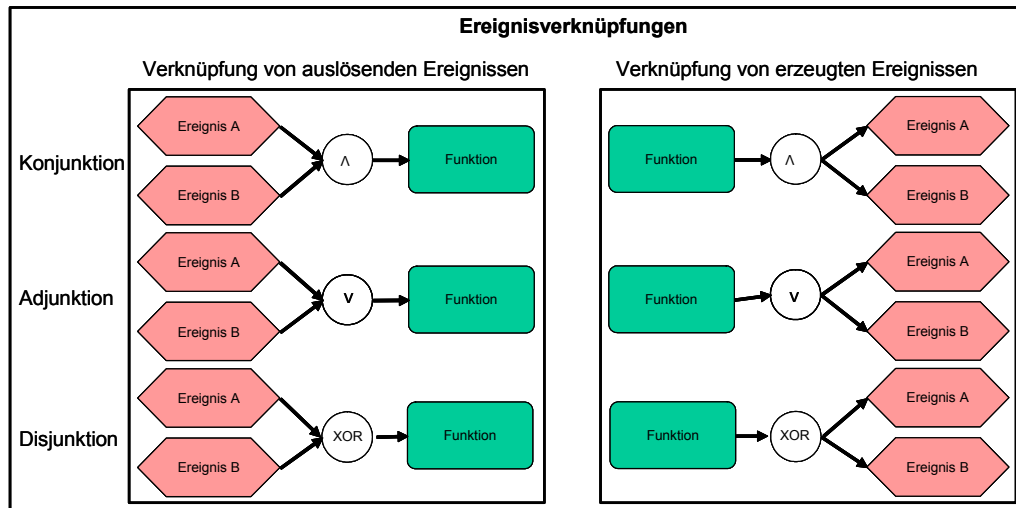 Ereignisverknüpfungen
Verknüpfung von auslösenden Ereignissen
Verknüpfung von erzeugten Ereignissen
Konjunktion
Ereignis A
Ereignis B
Λ
Funktion
Funktion
Λ
Ereignis A
Ereignis B
Adjunktion
Ereignis A
Ereignis B
V
Funktion
Funktion
V
Ereignis A
Ereignis B
Disjunktion
Ereignis A
Ereignis B
XOR
Funktion
Funktion
XOR
Ereignis A
Ereignis B